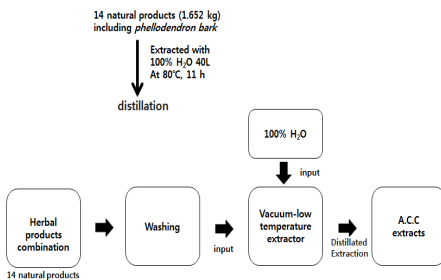 14 natural products (1.652 kg)
including phellodendron bark
Extracted with
100% H₂O 40L
At 80℃, 11 h
distillation
100% H₂O
input
Herbal
products
combination
Washing
input
Vacuum-low
temperature
extractor
Distillated
Extraction
A.C.C
extracts
14 natural products